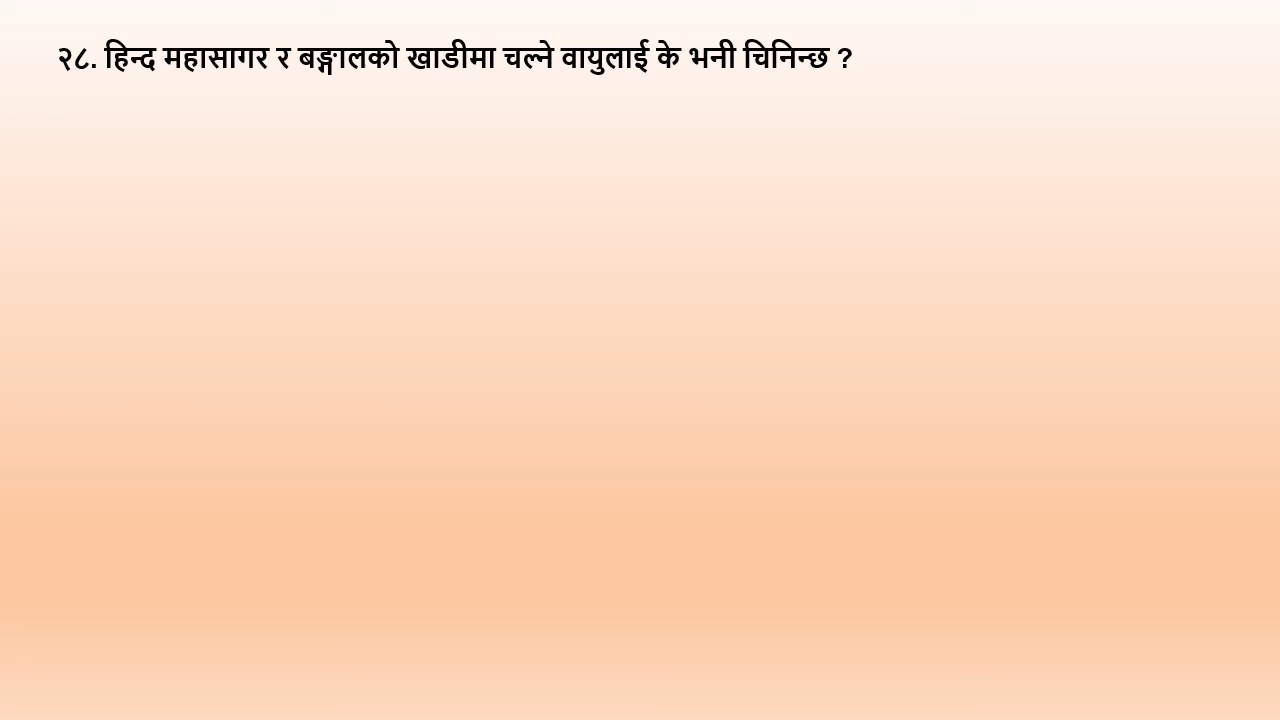 २८. हिन्द महासागर र बङ्गालको खाडीमा चल्ने वायुलाई के भनी चिनिन्छ ?